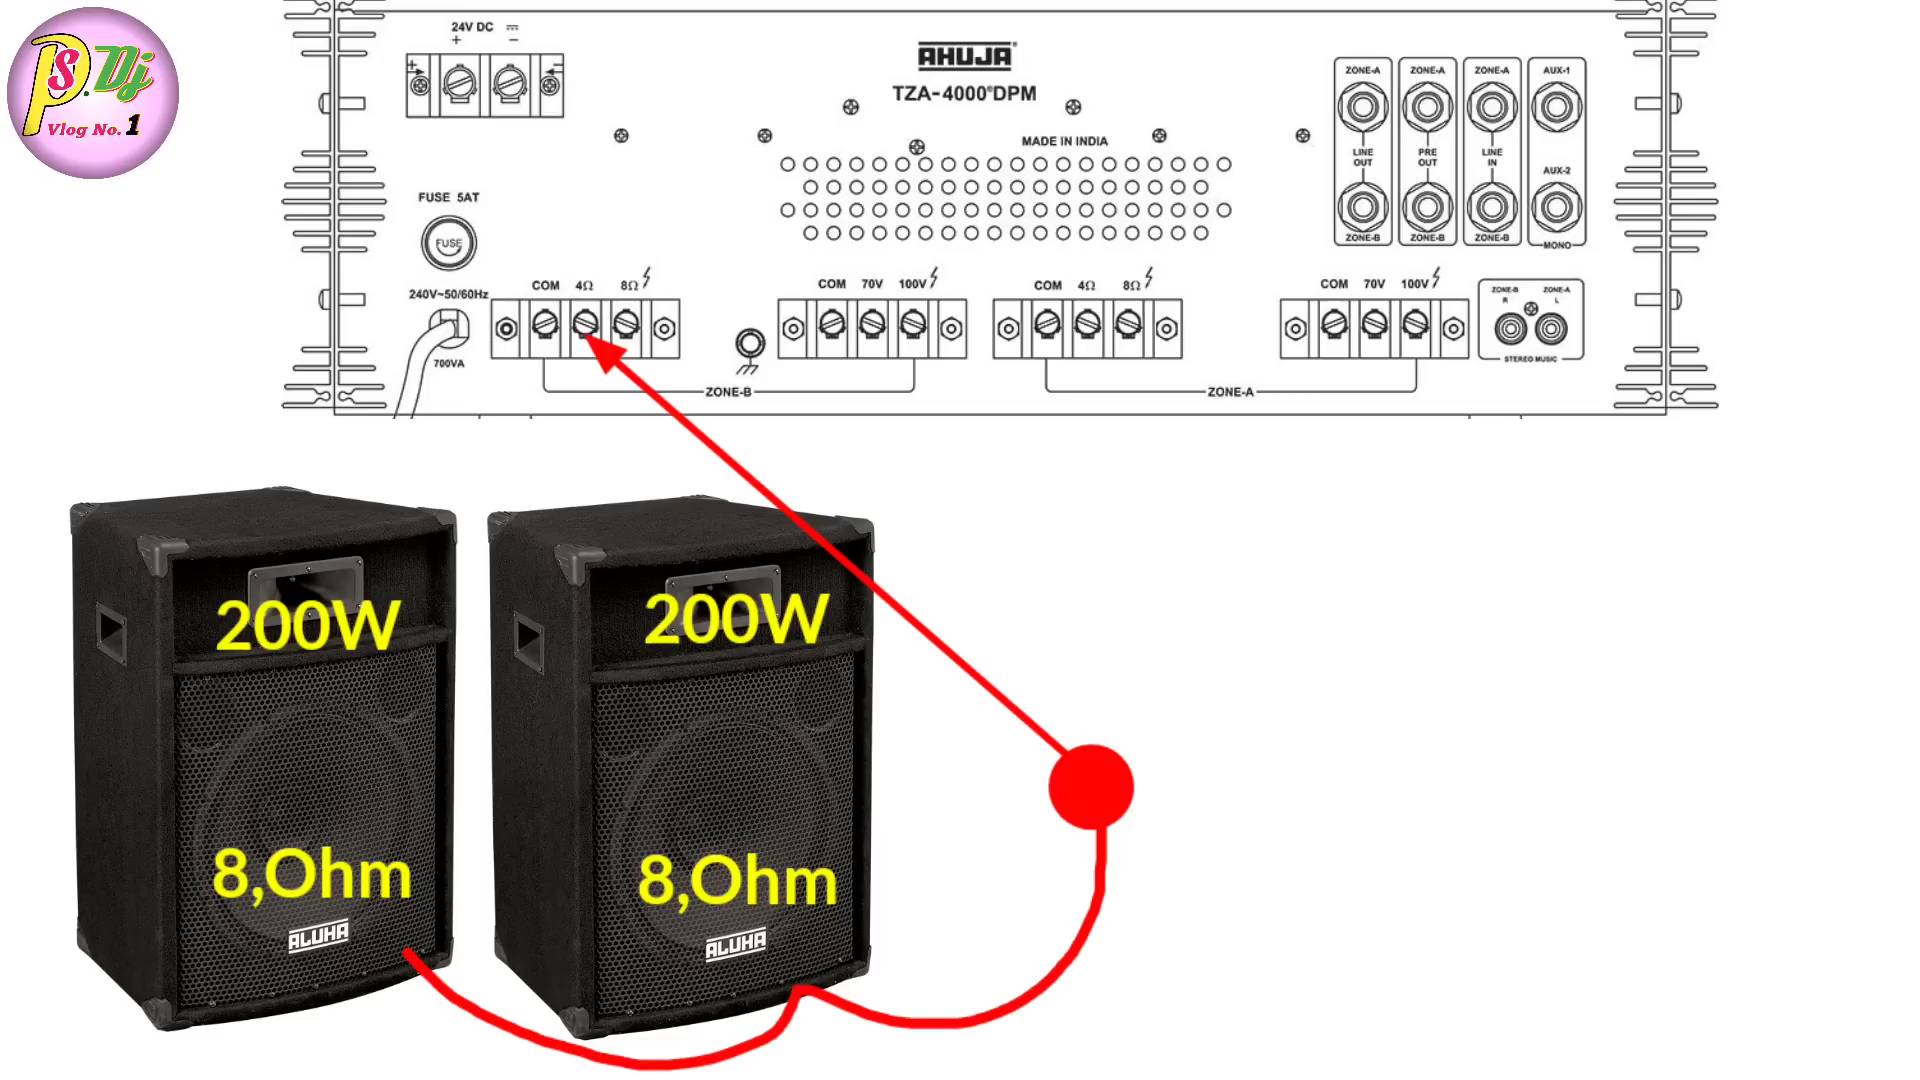 PS.Dj
Vlog No. 1
24V DC
+ −
+ −
AHUJA
TZA-4000 DPM
MADE IN INDIA
FUSE 5AT
FUSE
240V~50/60Hz
700VA
COM 4Ω 8Ω
COM 70V 100V
ZONE-B
COM 4Ω 8Ω
COM 70V 100V
ZONE-A
ZONE-A ZONE-A ZONE-A AUX-1
LINE OUT
PRE OUT
LINE IN
AUX-2
ZONE-B ZONE-B ZONE-B MONO
ZONE-B ZONE-A
R L
STEREO MUSIC
200W
8,Ohm
ALUHA
200W
8,Ohm
ALUHA